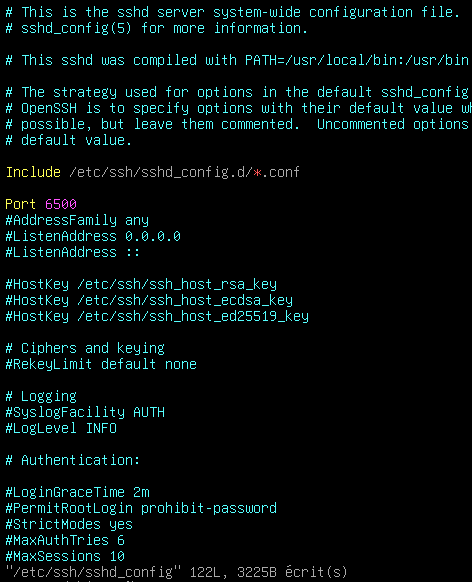 # This is the sshd server system-wide configuration file.
# sshd_config(5) for more information.
# This sshd was compiled with PATH=/usr/local/bin:/usr/bin
# The strategy used for options in the default sshd_config
# OpenSSH is to specify options with their default value wh
# possible, but leave them commented.  Uncommented options
# default value.
Include /etc/ssh/sshd_config.d/*.conf
Port 6500
#AddressFamily any
#ListenAddress 0.0.0.0
#ListenAddress ::
#HostKey /etc/ssh/ssh_host_rsa_key
#HostKey /etc/ssh/ssh_host_ecdsa_key
#HostKey /etc/ssh/ssh_host_ed25519_key
# Ciphers and keying
#RekeyLimit default none
# Logging
#SyslogFacility AUTH
#LogLevel INFO
# Authentication:
#LoginGraceTime 2m
#PermitRootLogin prohibit-password
#StrictModes yes
#MaxAuthTries 6
#MaxSessions 10
"/etc/ssh/sshd_config" 122L, 3225B écrit(s)